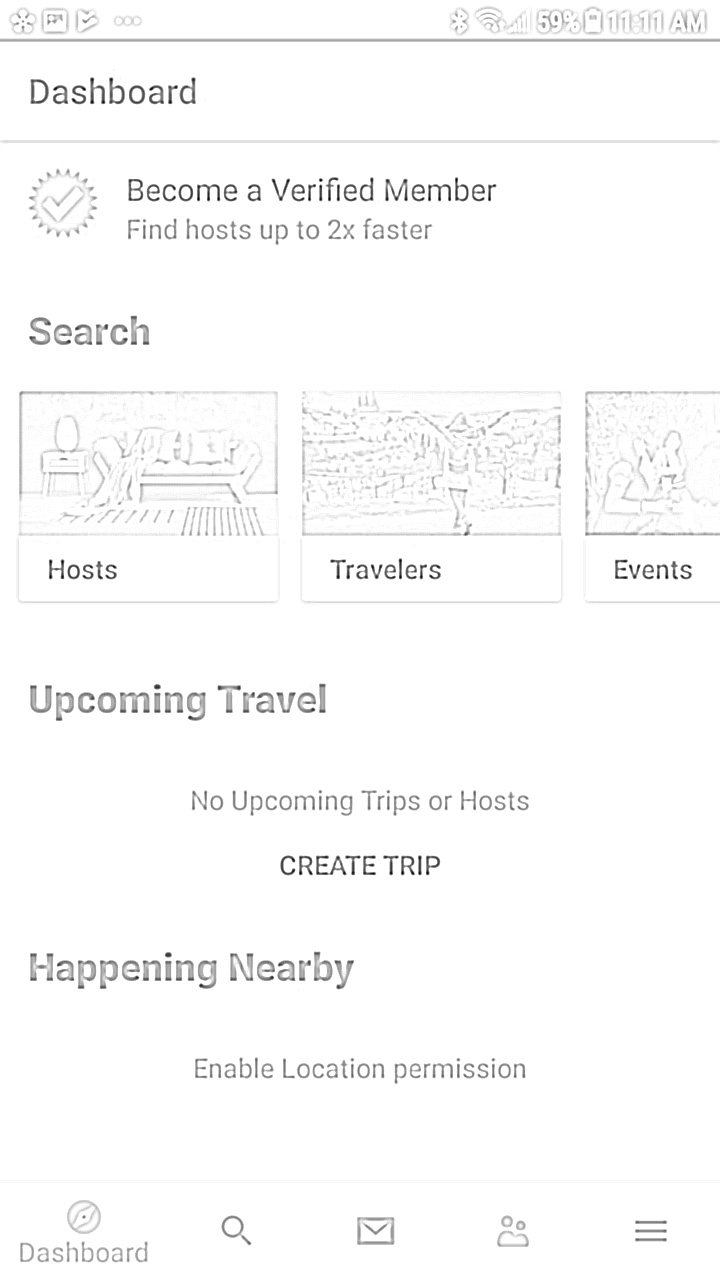 59% 11:11 AM
Dashboard
Become a Verified Member
Find hosts up to 2x faster
Search
Hosts
Travelers
Events
Upcoming Travel
No Upcoming Trips or Hosts
CREATE TRIP
Happening Nearby
Enable Location permission
Dashboard